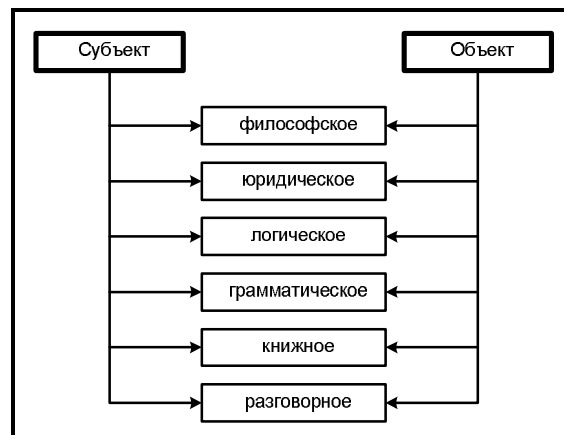 Субъект
Объект
философское
юридическое
логическое
грамматическое
книжное
разговорное